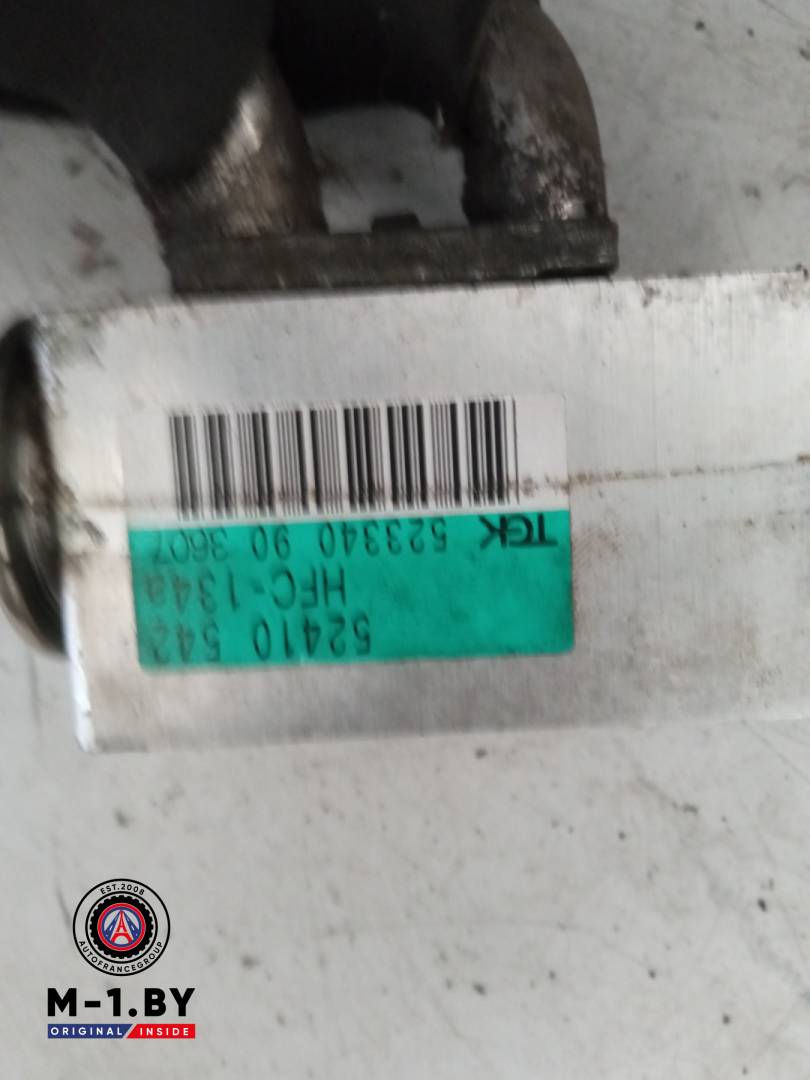 52410 542
HFC-134a
TGK 523340 90 3607
EST.2008
AUTOFRANCEGROUP
M-1.BY
ORIGINAL INSIDE